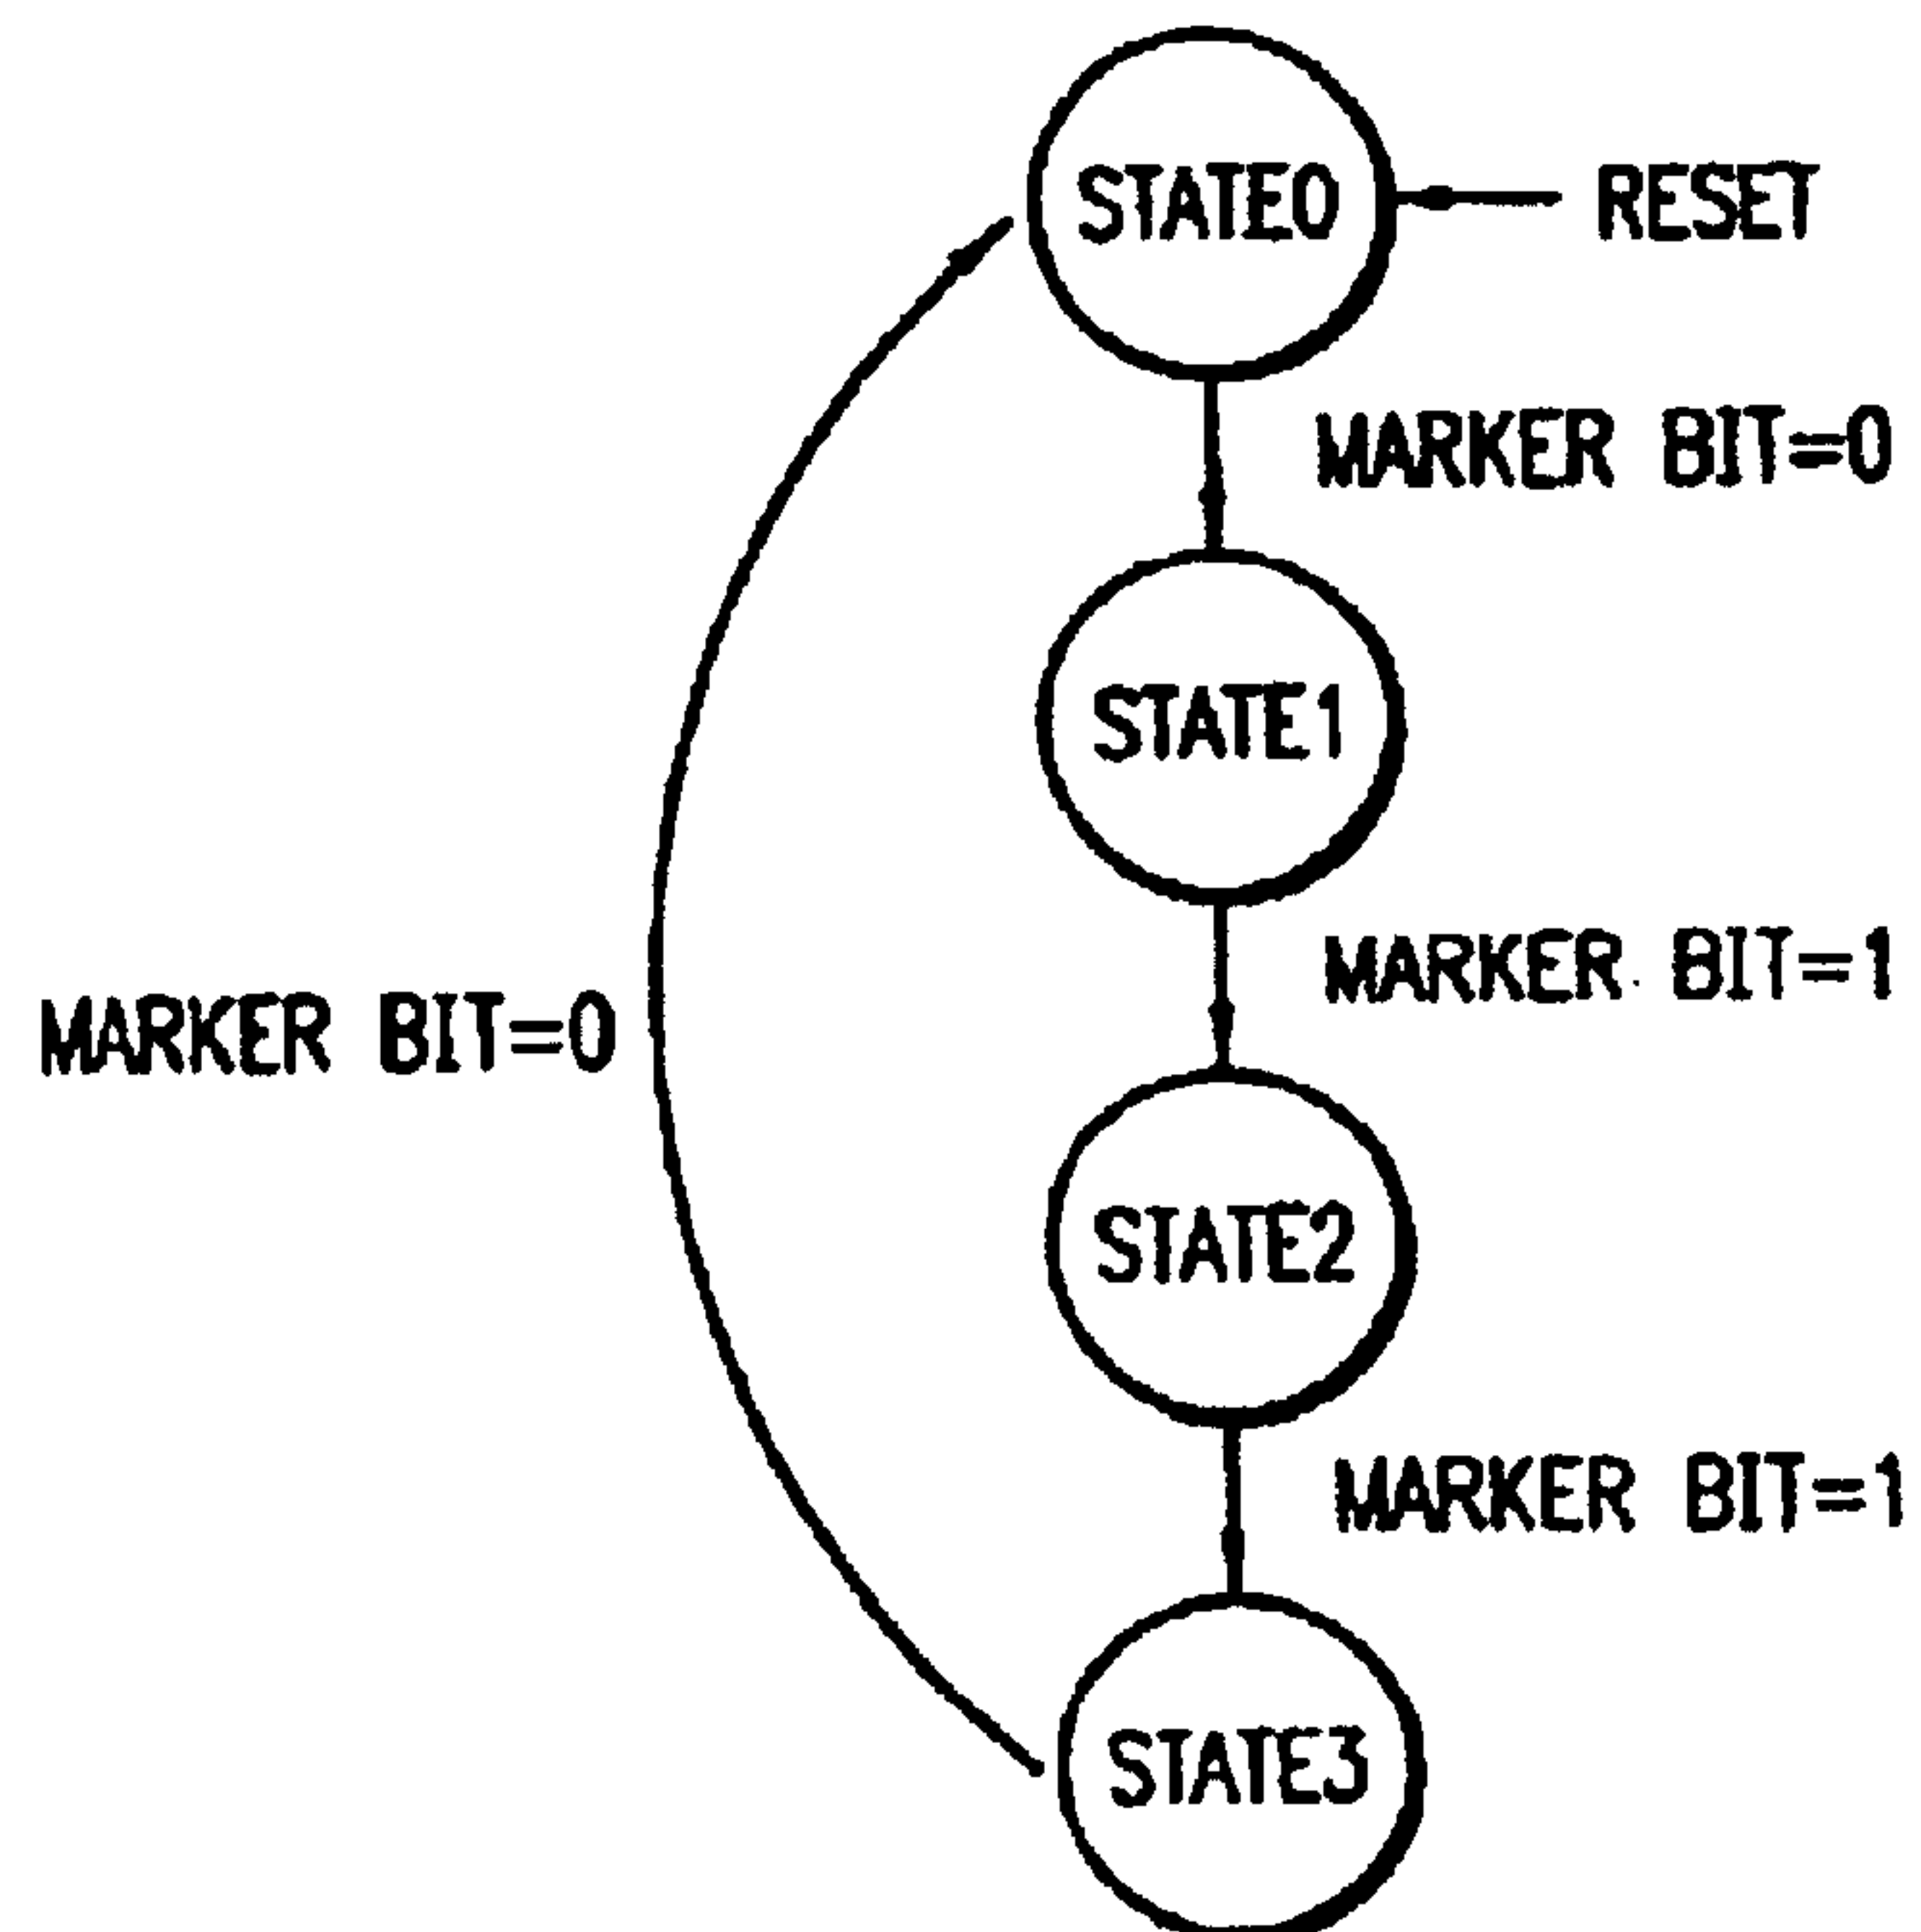 STATE0
RESET
MARKER BIT=0
STATE1
MARKER BIT=1
MARKER BIT=0
STATE2
MARKER BIT=1
STATE3